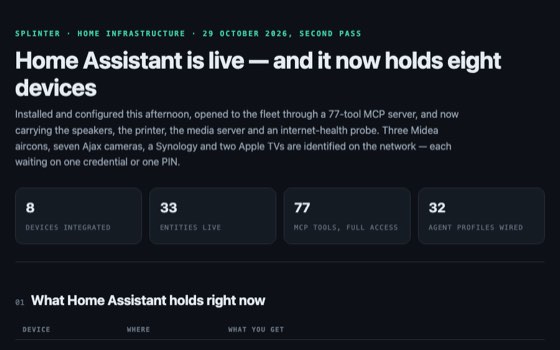 SPLINTER · HOME INFRASTRUCTURE · 29 OCTOBER 2026, SECOND PASS
Home Assistant is live — and it now holds eight
devices
Installed and configured this afternoon, opened to the fleet through a 77-tool MCP server, and now
carrying the speakers, the printer, the media server and an internet-health probe. Three Midea
aircons, seven Ajax cameras, a Synology and two Apple TVs are identified on the network — each
waiting on one credential or one PIN.
8
DEVICES INTEGRATED
33
ENTITIES LIVE
77
MCP TOOLS, FULL ACCESS
32
AGENT PROFILES WIRED
01 What Home Assistant holds right now
DEVICE WHERE WHAT YOU GET